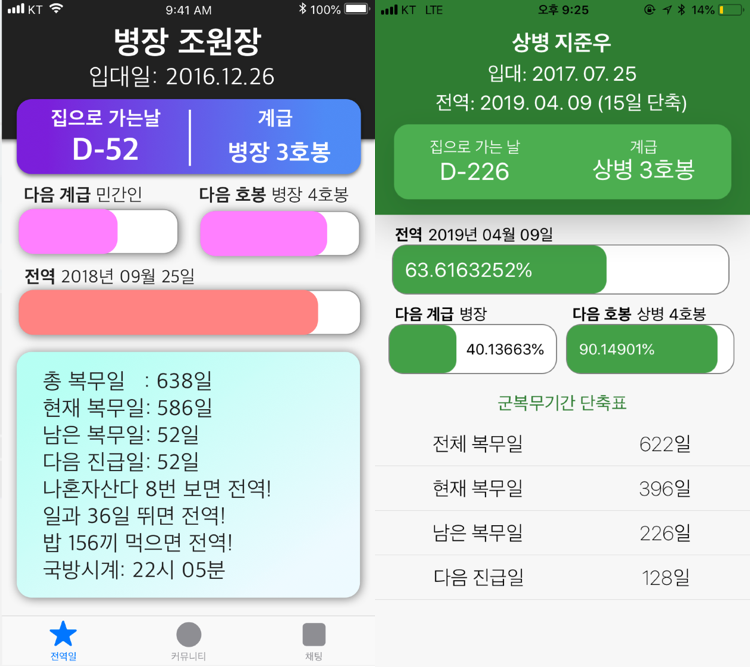 KT
9:41 AM
100%
병장 조원장
입대일: 2016.12.26
집으로 가는날
계급
D-52
병장 3호봉
다음 계급 민간인
다음 호봉 병장 4호봉
전역 2018년 09월 25일
총 복무일 : 638일
현재 복무일: 586일
남은 복무일: 52일
다음 진급일: 52일
나혼자산다 8번 보면 전역!
일과 36일 뛰면 전역!
밥 156끼 먹으면 전역!
국방시계: 22시 05분
전역일
커뮤니티
채팅
KT LTE
오후 9:25
14%
상병 지준우
입대: 2017. 07. 25
전역: 2019. 04. 09 (15일 단축)
집으로 가는 날
계급
D-226
상병 3호봉
전역 2019년 04월 09일
63.6163252%
다음 계급 병장
다음 호봉 상병 4호봉
40.13663%
90.14901%
군복무기간 단축표
전체 복무일 622일
현재 복무일 396일
남은 복무일 226일
다음 진급일 128일